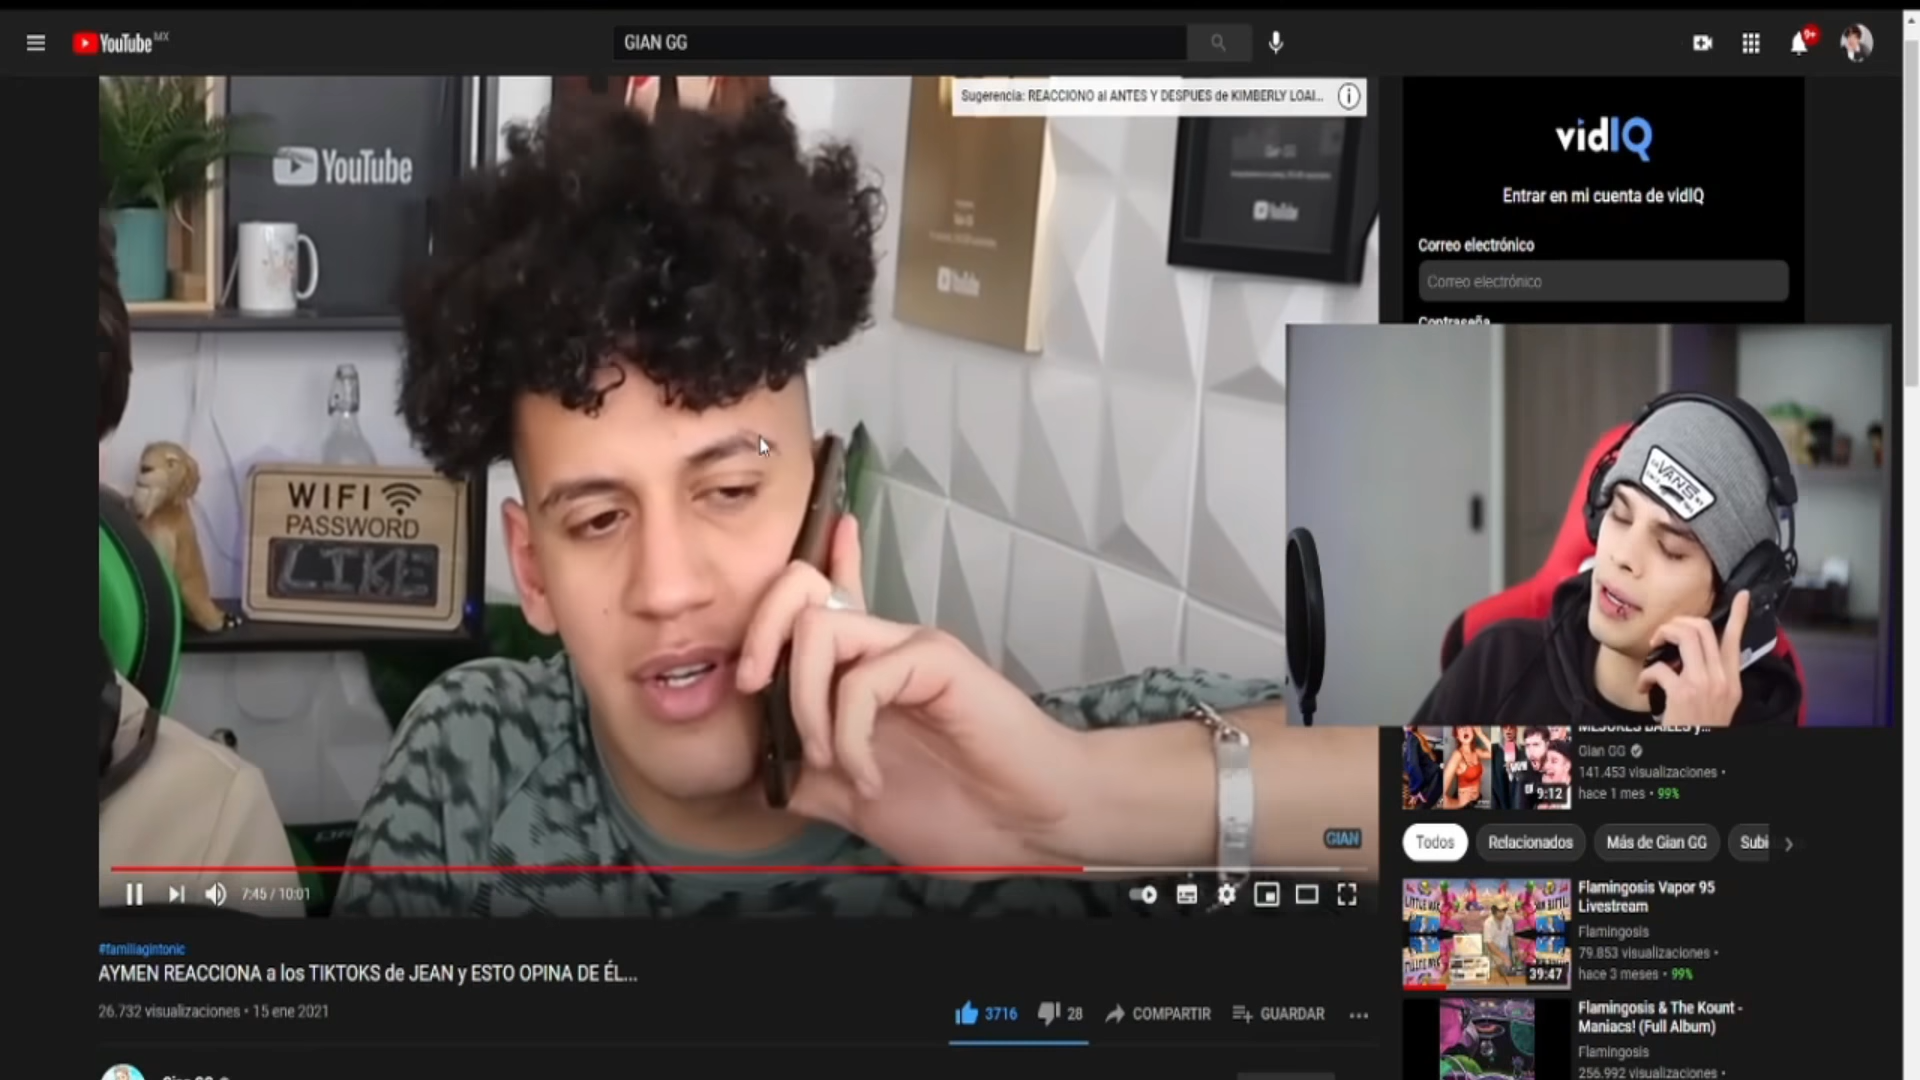 YouTube MX
GIAN GG
9+
Sugerencia: REACCIONO al ANTES Y DESPUES de KIMBERLY LOAI...
YouTube
YouTube
YouTube
WIFI
PASSWORD
LIKE
GIAN
7:45 / 10:01
#familiagintonic
AYMEN REACCIONA a los TIKTOKS de JEAN y ESTO OPINA DE ÉL...
26.732 visualizaciones • 15 ene 2021
3716
28
COMPARTIR
GUARDAR
vidIQ
Entrar en mi cuenta de vidIQ
Correo electrónico
Correo electrónico
Contraseña
VANS
Gian GG
141.453 visualizaciones •
hace 1 mes • 99%
9:12
Todos
Relacionados
Más de Gian GG
Subi
Flamingosis Vapor 95
Livestream
Flamingosis
79.853 visualizaciones •
hace 3 meses • 99%
39:47
Flamingosis & The Kount -
Maniacs! (Full Album)
Flamingosis
256.992 visualizaciones •